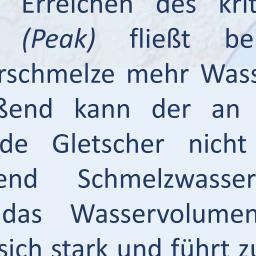 Erreichen des krit
(Peak) fließt be
rschmelze mehr Wass
ßend kann der an
de Gletscher nicht
end Schmelzwasser
das Wasservolumen
sich stark und führt zu